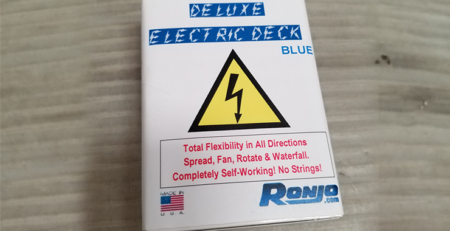 DELUXE
ELECTRIC DECK
BLUE
Total Flexibility in All Directions
Spread, Fan, Rotate & Waterfall.
Completely Self-Working! No Strings!
MADE IN
U.S.A.
RONJO
.com